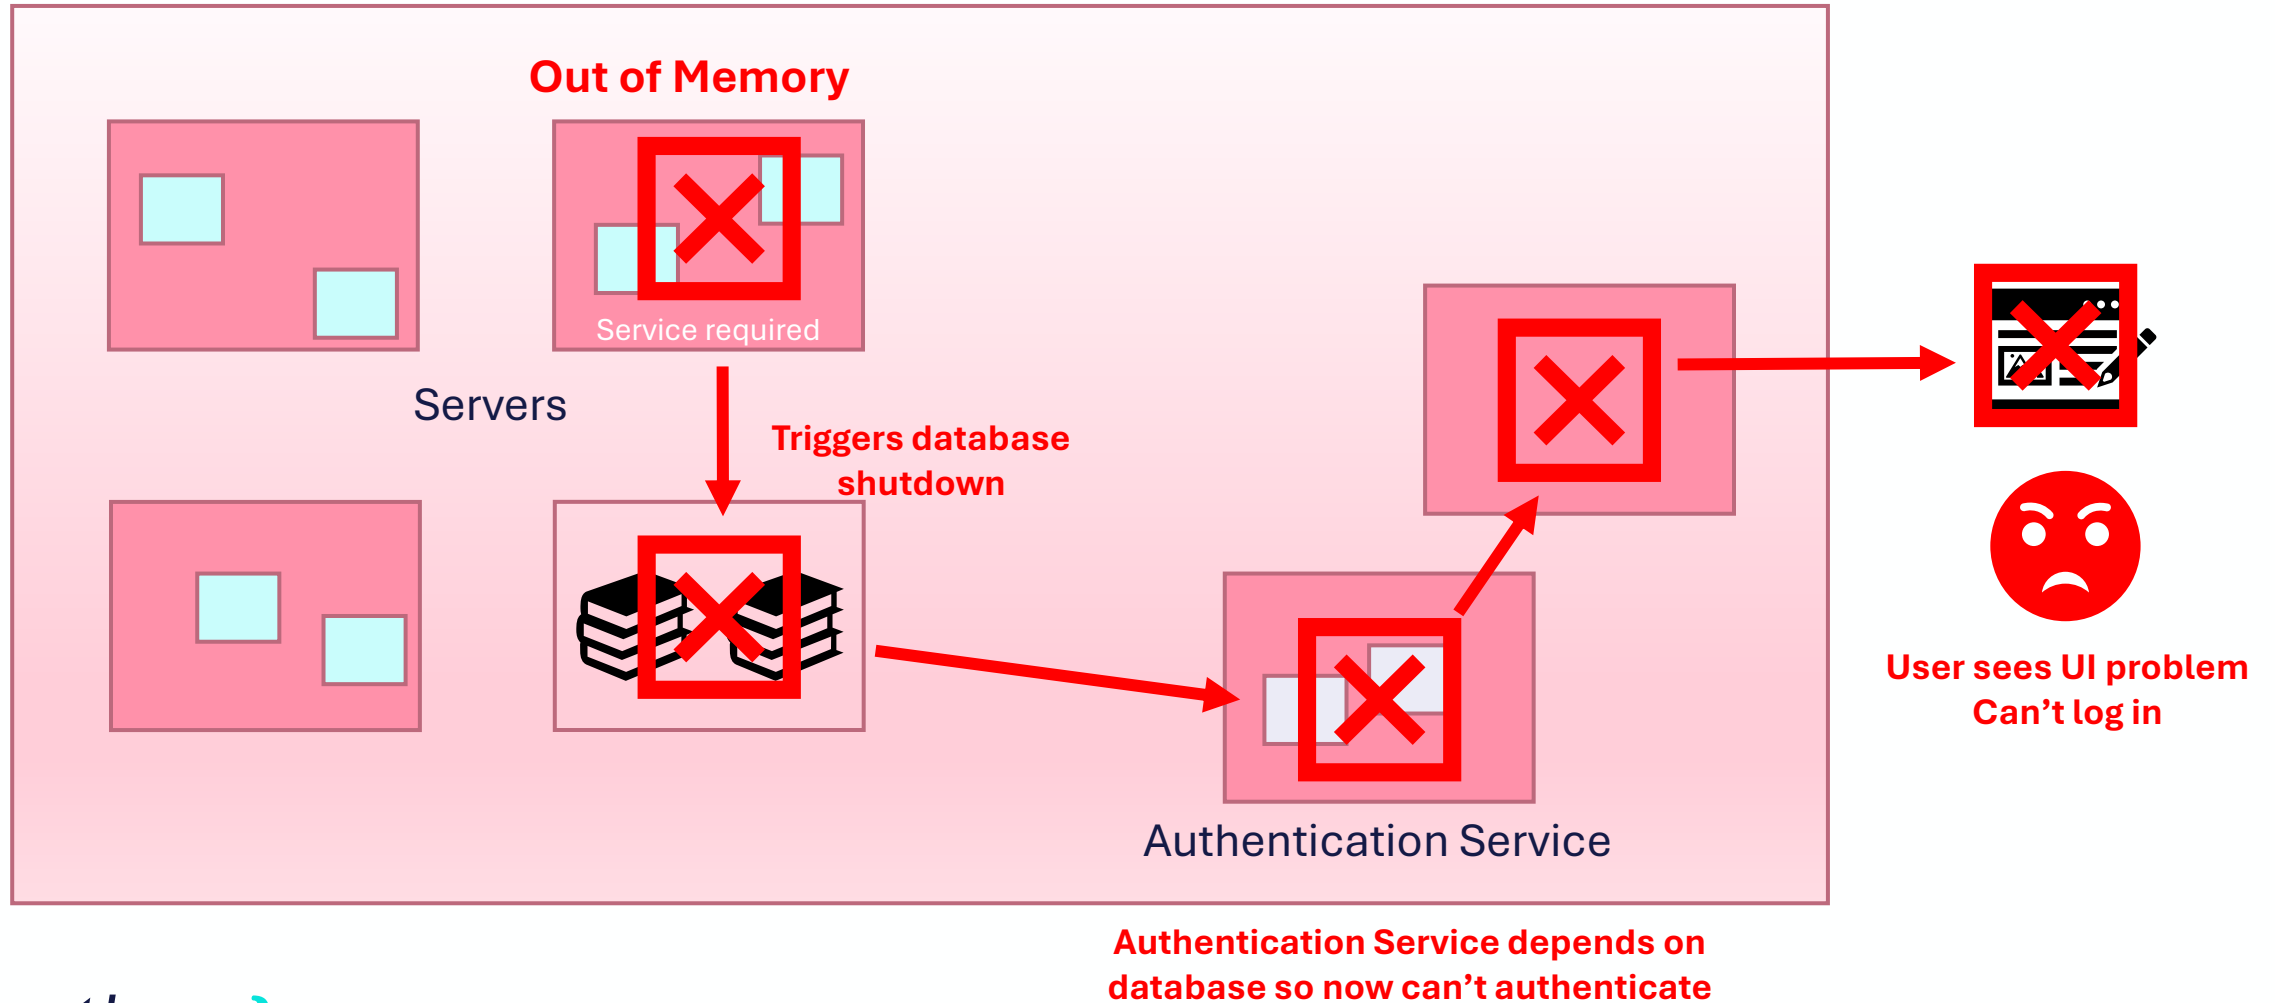 Out of Memory
Service required
Servers
Triggers database
shutdown
User sees UI problem
Can’t log in
Authentication Service
Authentication Service depends on
database so now can’t authenticate